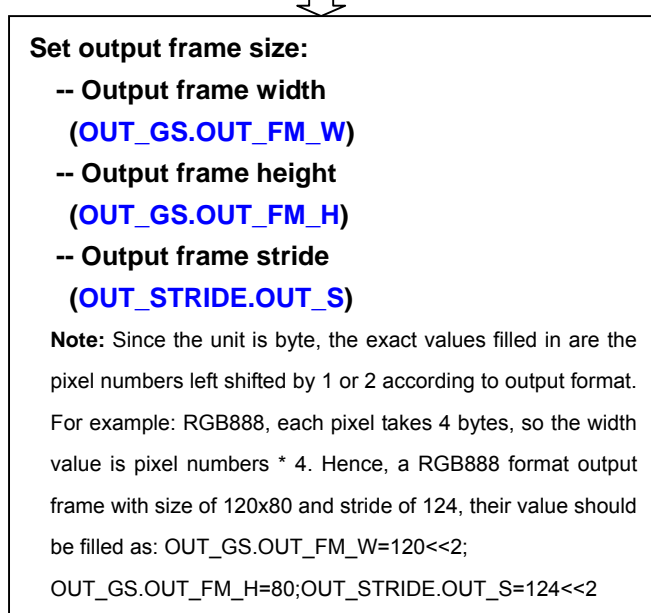 Set output frame size:
-- Output frame width
(OUT_GS.OUT_FM_W)
-- Output frame height
(OUT_GS.OUT_FM_H)
-- Output frame stride
(OUT_STRIDE.OUT_S)
Note: Since the unit is byte, the exact values filled in are the
pixel numbers left shifted by 1 or 2 according to output format.
For example: RGB888, each pixel takes 4 bytes, so the width
value is pixel numbers * 4. Hence, a RGB888 format output
frame with size of 120x80 and stride of 124, their value should
be filled as: OUT_GS.OUT_FM_W=120<<2;
OUT_GS.OUT_FM_H=80;OUT_STRIDE.OUT_S=124<<2